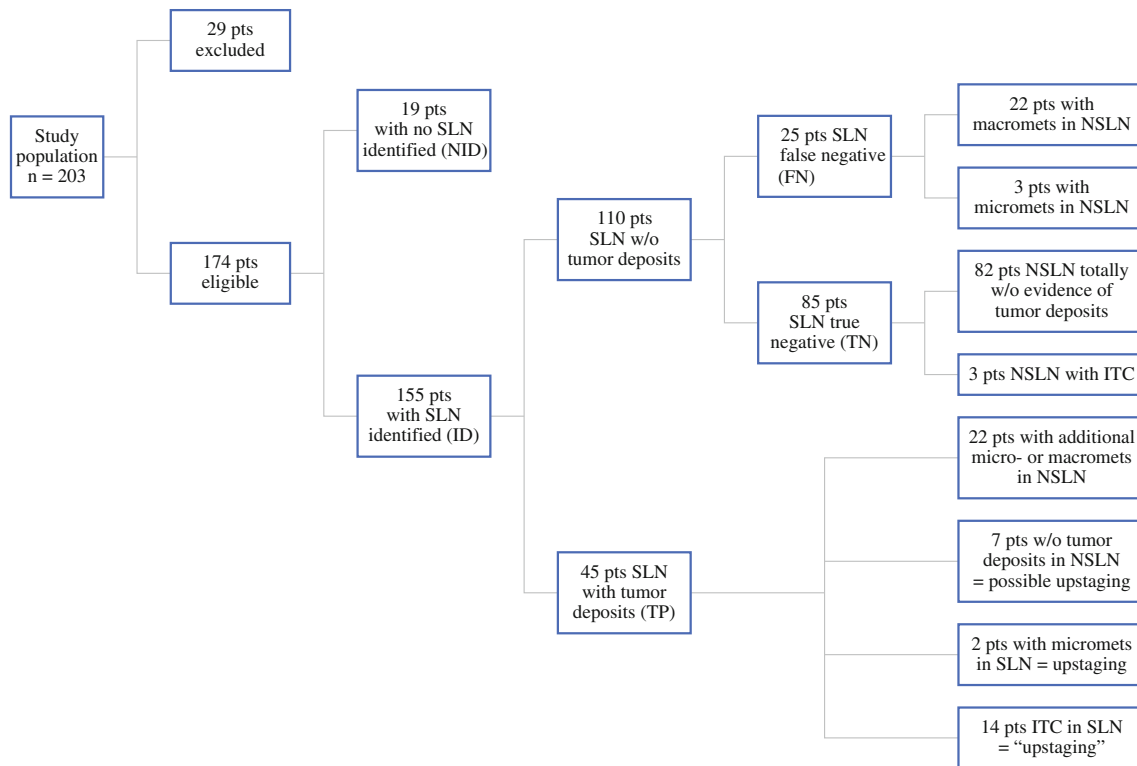 Study
population
n = 203
29 pts
excluded
174 pts
eligible
19 pts
with no SLN
identified (NID)
155 pts
with SLN
identified (ID)
110 pts
SLN w/o
tumor deposits
45 pts SLN
with tumor
deposits (TP)
25 pts SLN
false negative
(FN)
85 pts
SLN true
negative (TN)
22 pts with
macromets in NSLN
3 pts with
micromets in NSLN
82 pts NSLN totally
w/o evidence of
tumor deposits
3 pts NSLN with ITC
22 pts with additional
micro- or macromets
in NSLN
7 pts w/o tumor
deposits in NSLN
= possible upstaging
2 pts with micromets
in SLN = upstaging
14 pts ITC in SLN
= “upstaging”